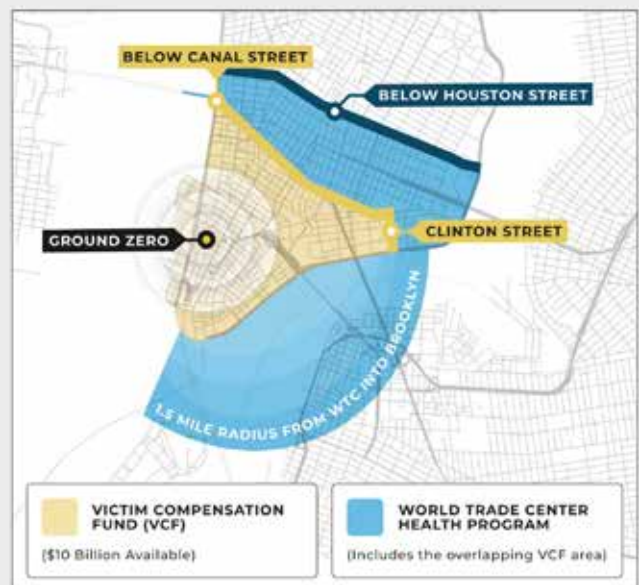 BELOW CANAL STREET
BELOW HOUSTON STREET
GROUND ZERO
CLINTON STREET
1.5 MILE RADIUS FROM WTC INTO BROOKLYN
VICTIM COMPENSATION
FUND (VCF)
($10 Billion Available)
WORLD TRADE CENTER
HEALTH PROGRAM
(Includes the overlapping VCF area)